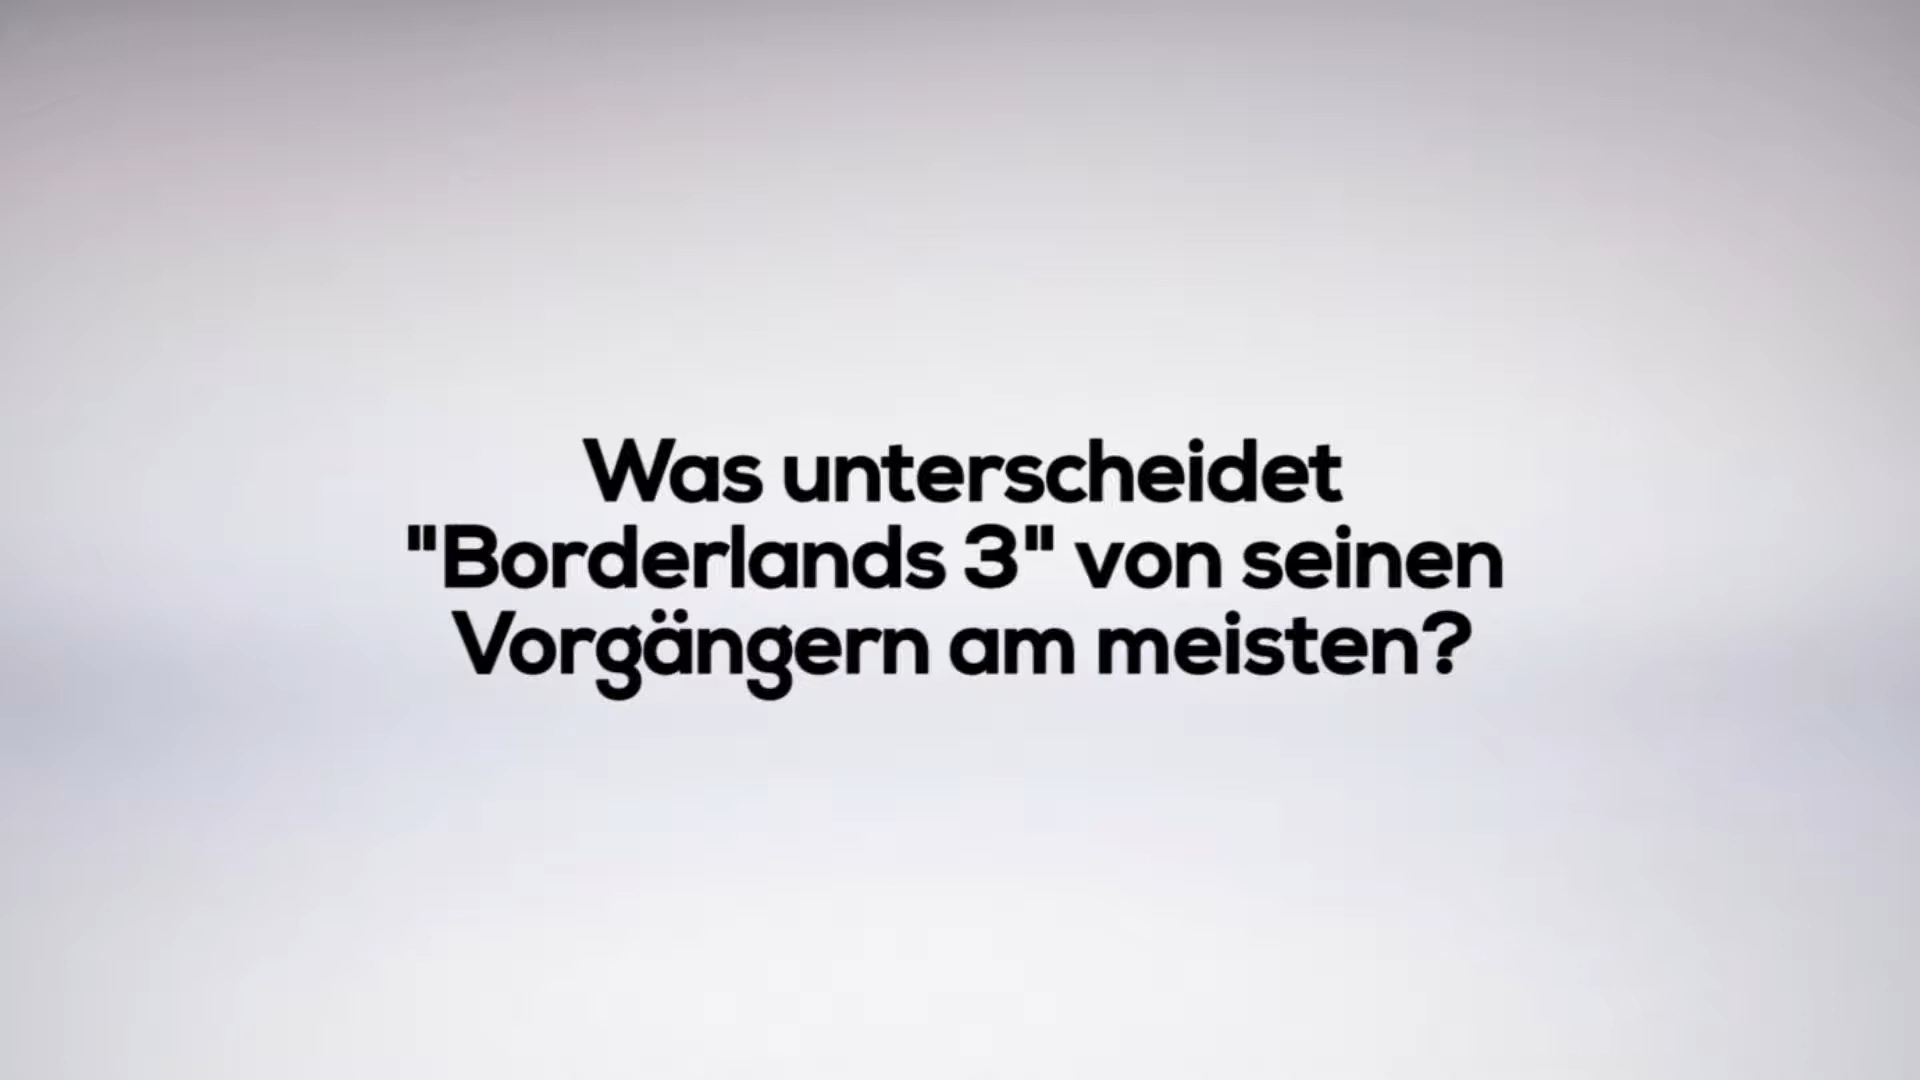 Was unterscheidet
"Borderlands 3" von seinen
Vorgängern am meisten?